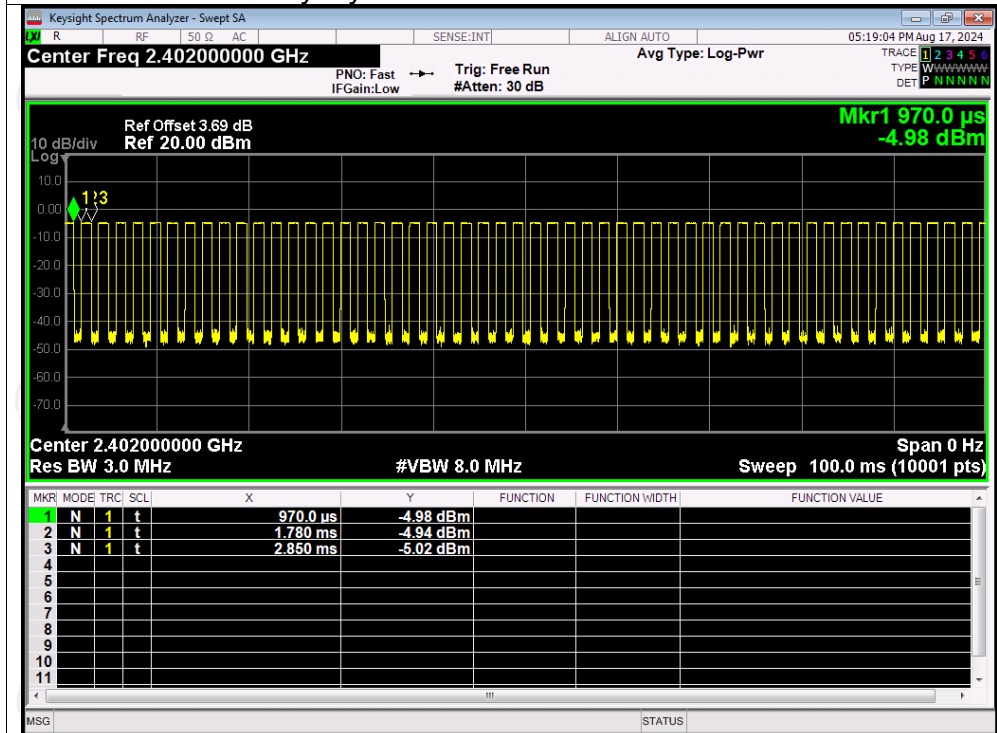 Keysight Spectrum Analyzer - Swept SA
LXI R RF 50 Ω AC SENSE:INT ALIGN AUTO 05:19:04 PM Aug 17, 2024
Center Freq 2.402000000 GHz Avg Type: Log-Pwr TRACE 1 2 3 4 5 6
PNO: Fast Trig: Free Run TYPE WWWWWW
IFGain:Low #Atten: 30 dB DET P N N N N N
Mkr1 970.0 µs
-4.98 dBm
Ref Offset 3.69 dB
10 dB/div Ref 20.00 dBm
Log
10.0
1 2 3
0.00
-10.0
-20.0
-30.0
-40.0
-50.0
-60.0
-70.0
Center 2.402000000 GHz Span 0 Hz
Res BW 3.0 MHz #VBW 8.0 MHz Sweep 100.0 ms (10001 pts)
MKR MODE TRC SCL X Y FUNCTION FUNCTION WIDTH FUNCTION VALUE
1 N 1 t 970.0 µs -4.98 dBm
2 N 1 t 1.780 ms -4.94 dBm
3 N 1 t 2.850 ms -5.02 dBm
4
5
6
7
8
9
10
11
MSG STATUS